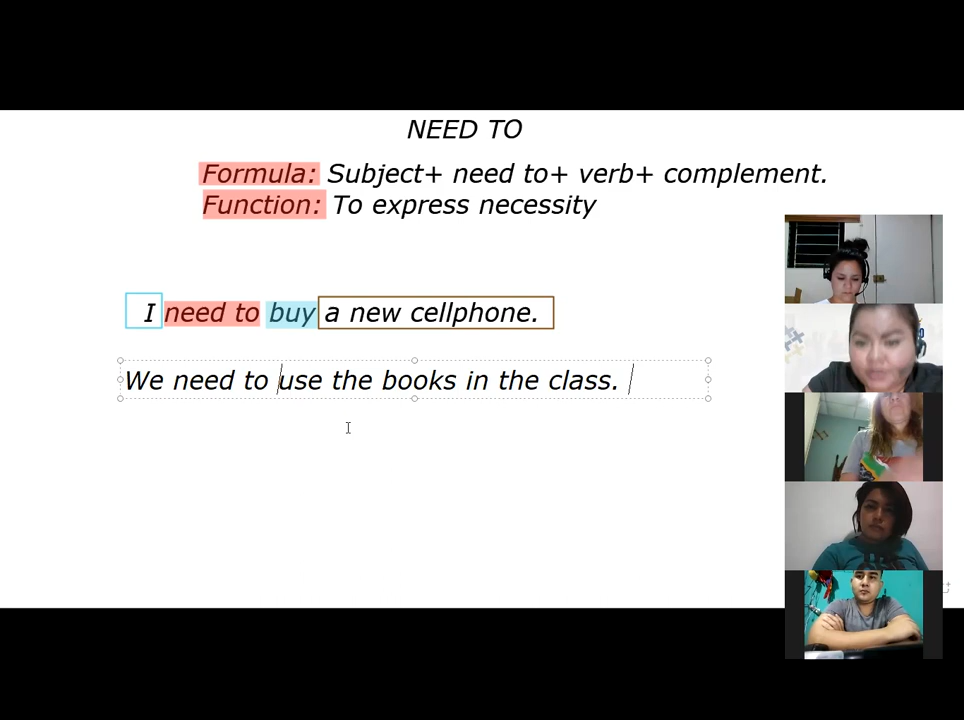 NEED TO
Formula: Subject+ need to+ verb+ complement.
Function: To express necessity
I need to buy a new cellphone.
We need to use the books in the class.